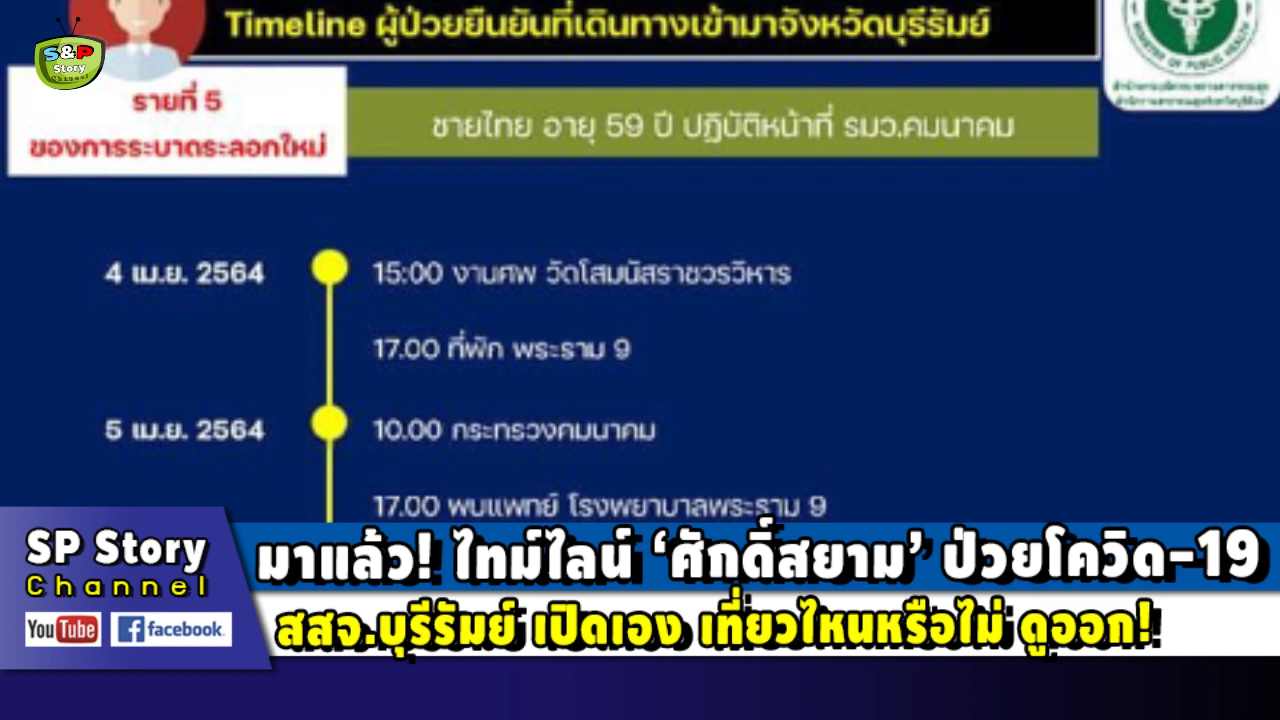 Timeline ผู้ป่วยยืนยันที่เดินทางเข้ามาจังหวัดบุรีรัมย์
S&P
Story
Channel
MINISTRY OF PUBLIC HEALTH
รายที่ 5
ของการระบาดระลอกใหม่
ชายไทย อายุ 59 ปี ปฏิบัติหน้าที่ รมว.คมนาคม
4 เม.ย. 2564
15:00 งานศพ วัดโสมนัสราชวรวิหาร
17.00 ที่พัก พระราม 9
5 เม.ย. 2564
10.00 กระทรวงคมนาคม
17.00 พบแพทย์ โรงพยาบาลพระราม 9
SP Story
Channel
YouTube
facebook
มาแล้ว! ไทม์ไลน์ ‘ศักดิ์สยาม’ ป่วยโควิด-19
สสจ.บุรีรัมย์ เปิดเอง เที่ยวไหนหรือไม่ ดูออก!